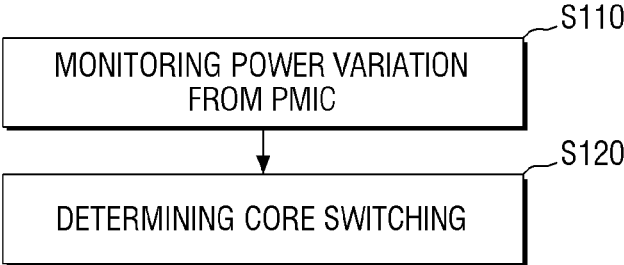 S110
MONITORING POWER VARIATION
FROM PMIC
S120
DETERMINING CORE SWITCHING